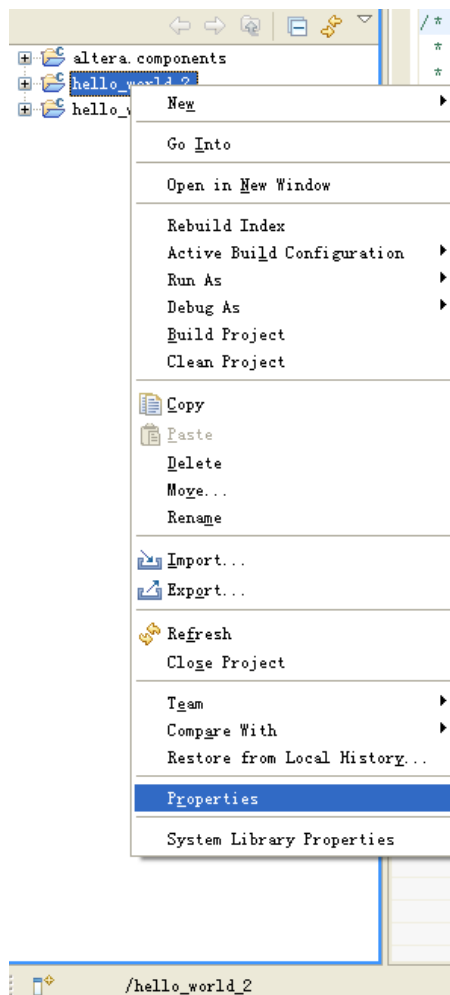 /*
altera.components
*
hello_world_2
*
hello_
New
Go Into
Open in New Window
Rebuild Index
Active Build Configuration
Run As
Debug As
Build Project
Clean Project
Copy
Paste
Delete
Move...
Rename
Import...
Export...
Refresh
Close Project
Team
Compare With
Restore from Local History...
Properties
System Library Properties
/hello_world_2